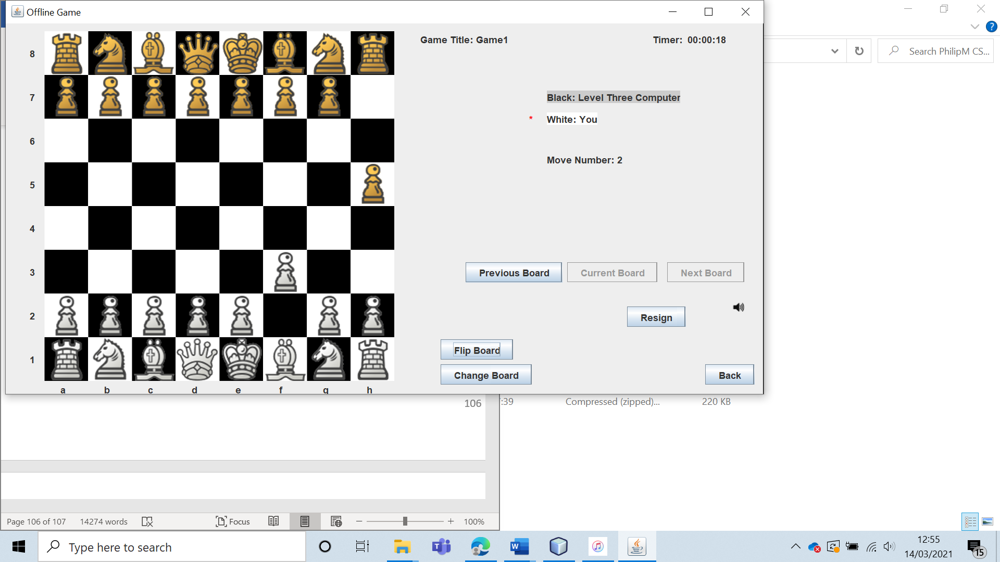 Offline Game
Game Title: Game1
Timer: 00:00:18
8
7
6
5
4
3
2
1
a b c d e f g h
Black: Level Three Computer
* White: You
Move Number: 2
Previous Board
Current Board
Next Board
Resign
Flip Board
Change Board
Back
?
Search PhilipM CS...
106
:39
Compressed (zipped)...
220 KB
Page 106 of 107
14274 words
Focus
100%
Type here to search
T
W
12:55
14/03/2021
15